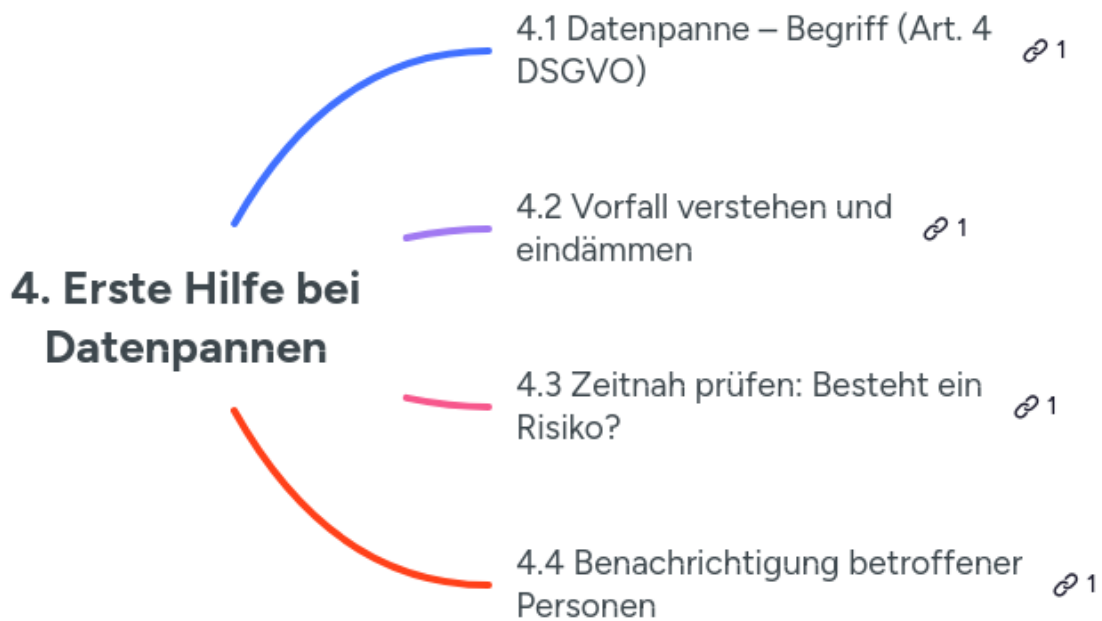 4. Erste Hilfe bei
Datenpannen
4.1 Datenpanne – Begriff (Art. 4
DSGVO)
1
4.2 Vorfall verstehen und
eindämmen
1
4.3 Zeitnah prüfen: Besteht ein
Risiko?
1
4.4 Benachrichtigung betroffener
Personen
1